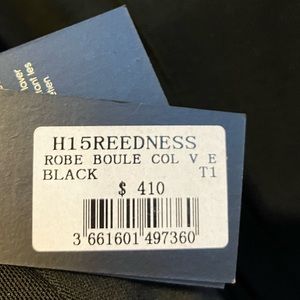 H15REEDNESS
ROBE BOULE COL V E
BLACK T1
$ 410
3 661601 497360